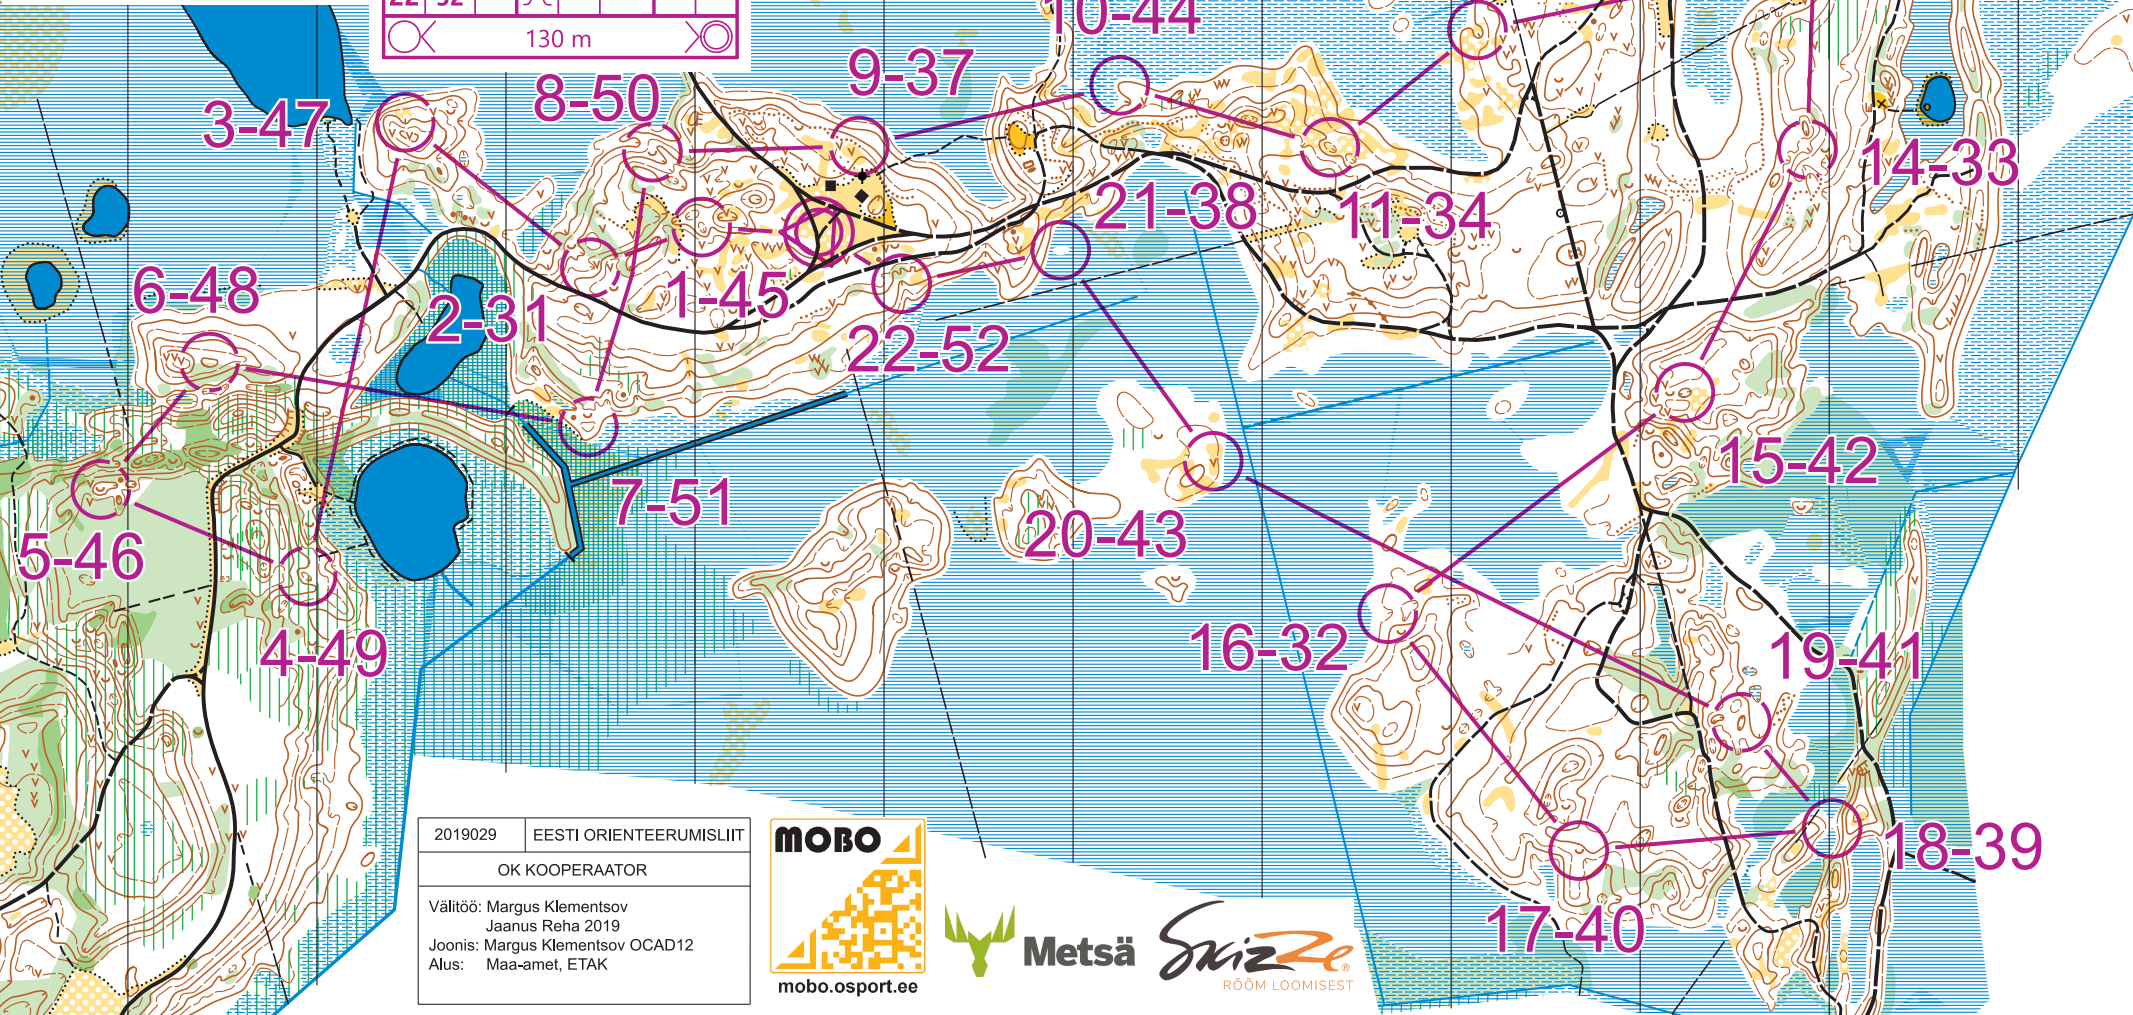 130 m
10-44
9-37
8-50
3-47
14-33
21-38
11-34
6-48
1-45
2-31
22-52
15-42
7-51
20-43
5-46
16-32
4-49
19-41
18-39
17-40
2019029 EESTI ORIENTEERUMISLIIT
OK KOOPERAATOR
Välitöö: Margus Klementsov
Jaanus Reha 2019
Joonis: Margus Klementsov OCAD12
Alus: Maa-amet, ETAK
MOBO
mobo.osport.ee
Metsä
SkizZe
RÕÕM LOOMISEST